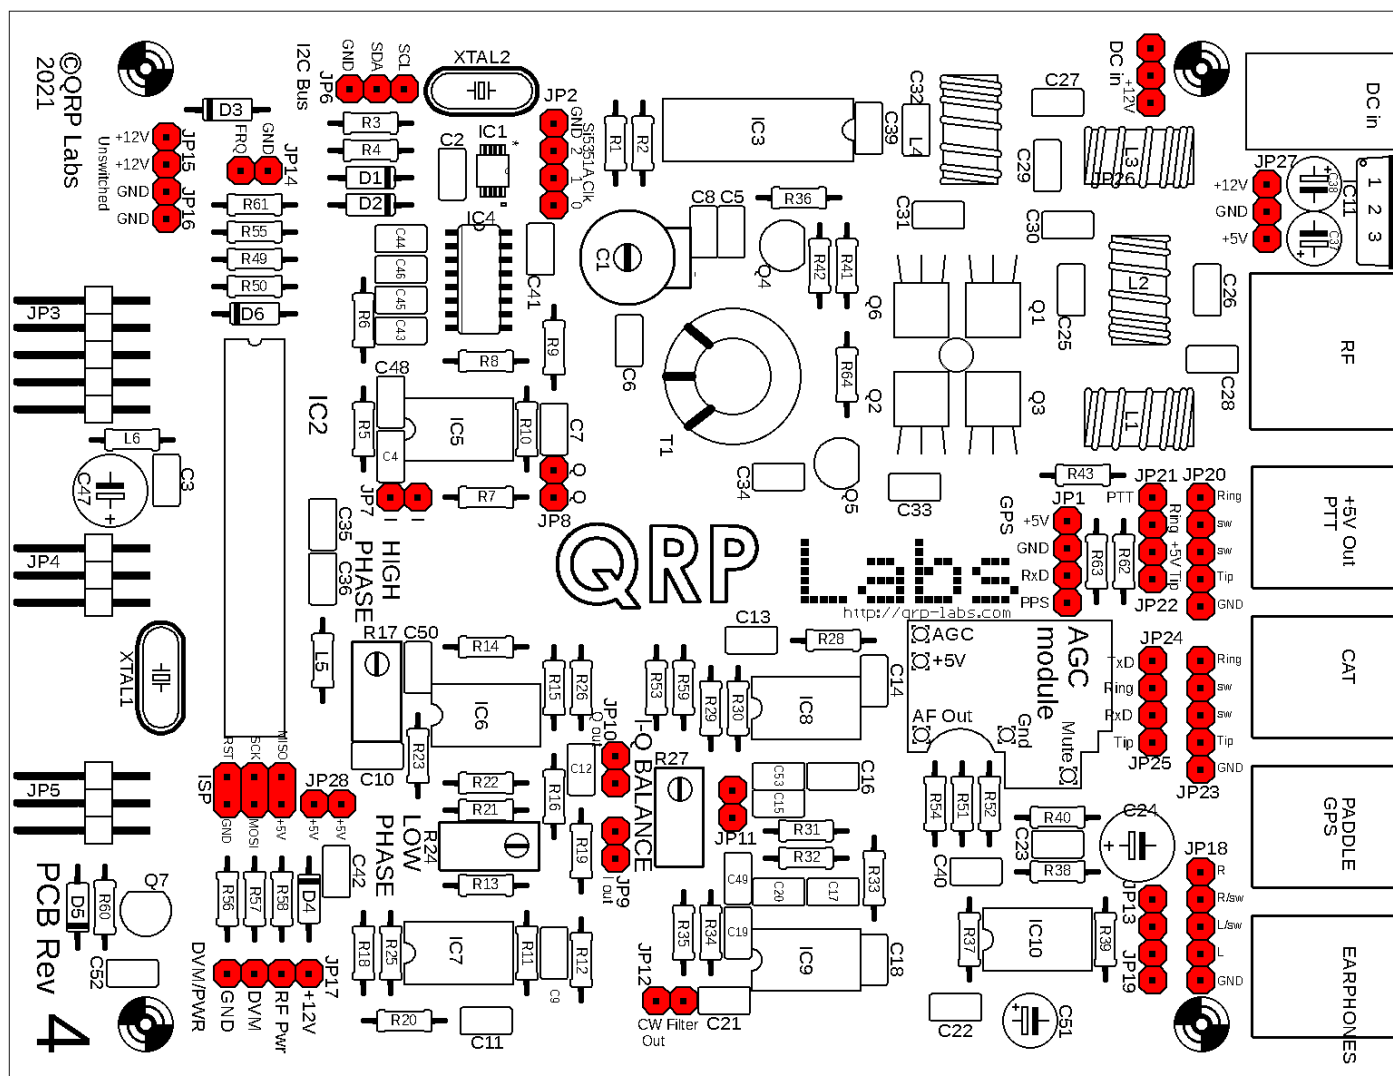 ©QRP Labs
2021
D3
+12V
+12V
GND
GND
Unswitched
JP15
JP16
FRQ
GND
JP14
R61
R55
R49
R50
D6
I2C Bus
JP6
GND
SDA
SCL
XTAL2
R3
R4
D1
D2
C2
IC1
*
JP2
GND
2
1
0
Si5351A Clk
R1
R2
IC3
C39
C32
L4
C27
DC in
+12V
DC in
C29
L3
JP26
JP27
+12V
GND
+5V
C38
C37
IC11
1
2
3
C44
C46
C45
C43
IC4
C41
R6
R8
R9
C1
C8
C5
R36
Q4
R42
R41
C31
C30
Q6
Q1
C25
L2
C26
C6
T1
R64
Q2
Q3
C28
L1
RF
JP3
L6
C47
C3
JP4
XTAL1
JP5
IC2
C48
R5
C4
IC5
R10
C7
JP7
I
I
R7
Q
Q
JP8
C34
Q5
C33
R43
C35
C36
HIGH
PHASE
QRP
Labs
http://qrp-labs.com
GPS
JP1
+5V
GND
RxD
PPS
R63
R62
JP21
PTT
Ring
+5V
Tip
JP22
JP20
Ring
sw
sw
Tip
GND
+5V Out
PTT
L5
R17
C50
R14
IC6
R15
R26
C10
R23
R22
R21
R16
C12
JP10
Q out
I-Q BALANCE
R53
R59
R29
R30
C13
R28
IC8
C14
AGC
+5V
AGC
module
AF Out
Gnd
Mute
JP24
TxD
Ring
RxD
Tip
JP25
Ring
sw
sw
Tip
GND
JP23
CAT
RST
SCK
MISO
ISP
GND
MOSI
+5V
JP28
+5V
+5V
LOW
PHASE
R24
R19
R13
JP9
I out
R27
JP11
C53
C15
C16
R31
R32
R33
C49
C20
C17
R54
R51
R52
R40
C23
R38
C24
C40
PADDLE
GPS
JP18
R
R/sw
L/sw
L
GND
JP13
JP19
PCB Rev
4
D5
R60
Q7
C52
R56
R57
R58
D4
C42
JP17
DVM/PWR
GND
DVM
RF Pwr
+12V
R18
R25
IC7
R11
C9
R12
R20
C11
R35
R34
C19
IC9
C18
JP12
CW Filter
Out
C21
R37
IC10
R39
C22
C51
EARPHONES